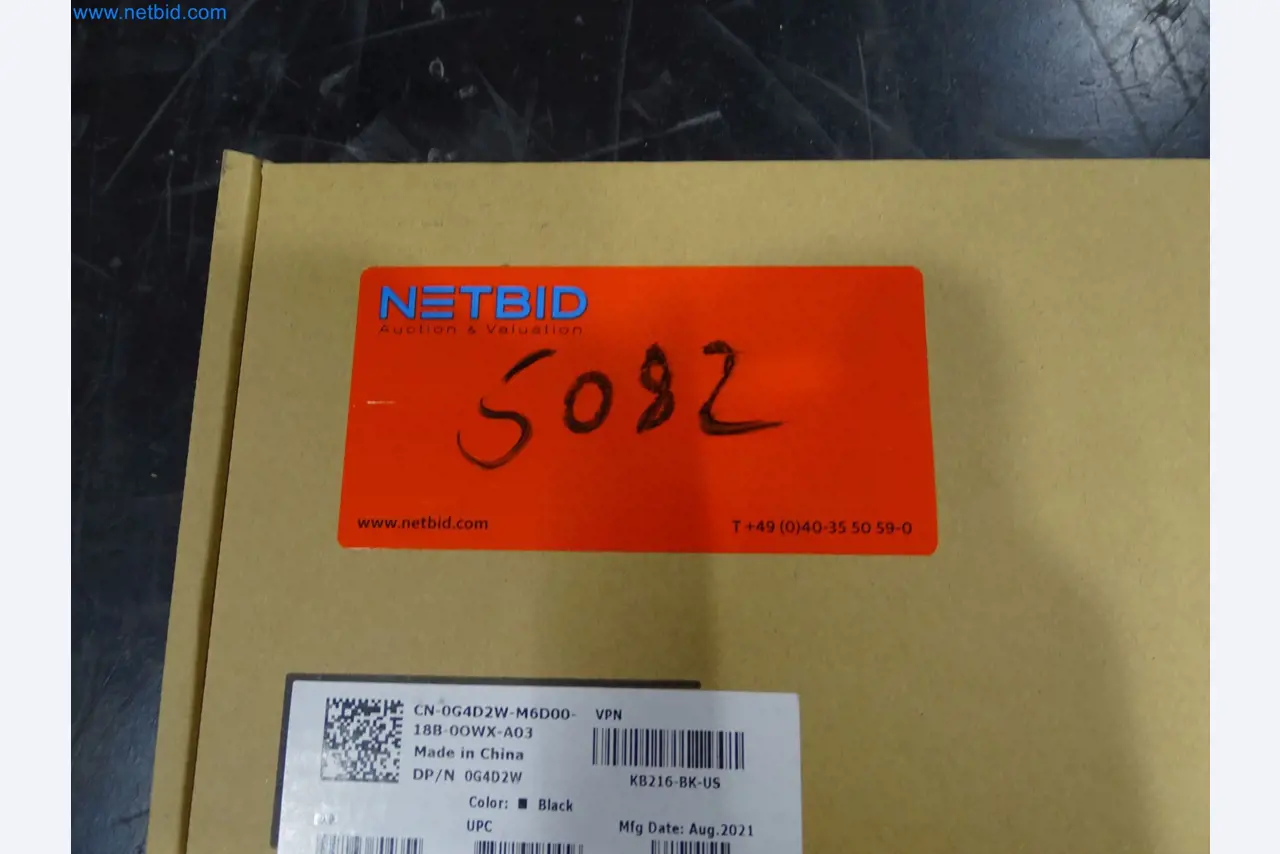 www.netbid.com
NETBID
Auction & Valuation
5082
www.netbid.com
T +49 (0)40-35 50 59-0
CN-0G4D2W-M6D00-
18B-0OWX-A03
Made in China
DP/N 0G4D2W
VPN
KB216-BK-US
Color: ■ Black
UPC
Mfg Date: Aug.2021